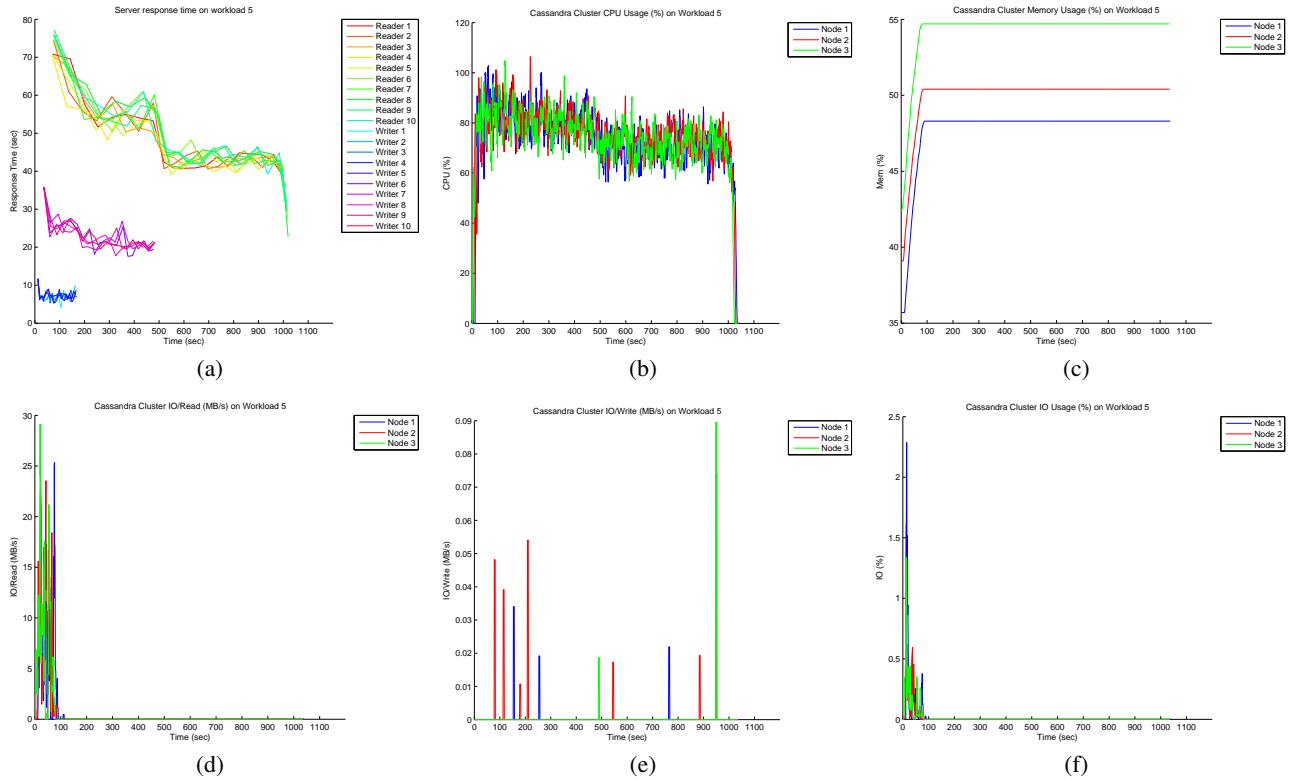 Server response time on workload 5
Response Time( sec)
80
70
60
50
40
30
20
10
0
0 100 200 300 400 500 600 700 800 900 1000 1100
Time (sec)
Reader 1
Reader 2
Reader 3
Reader 4
Reader 5
Reader 6
Reader 7
Reader 8
Reader 9
Reader 10
Writer 1
Writer 2
Writer 3
Writer 4
Writer 5
Writer 6
Writer 7
Writer 8
Writer 9
Writer 10
(a)
Cassandra Cluster CPU Usage (%) on Workload 5
CPU (%)
120
100
80
60
40
20
0
0 100 200 300 400 500 600 700 800 900 1000 1100
Time (sec)
Node 1
Node 2
Node 3
(b)
Cassandra Cluster Memory Usage (%) on Workload 5
Mem (%)
55
50
45
40
35
0 100 200 300 400 500 600 700 800 900 1000 1100
Time (sec)
Node 1
Node 2
Node 3
(c)
Cassandra Cluster IO/Read (MB/s) on Workload 5
IO/Read (MB/s)
30
25
20
15
10
5
0
0 100 200 300 400 500 600 700 800 900 1000 1100
Time (sec)
Node 1
Node 2
Node 3
(d)
Cassandra Cluster IO/Write (MB/s) on Workload 5
IO/Write (MB/s)
0.09
0.08
0.07
0.06
0.05
0.04
0.03
0.02
0.01
0
0 100 200 300 400 500 600 700 800 900 1000 1100
Time (sec)
Node 1
Node 2
Node 3
(e)
Cassandra Cluster IO Usage (%) on Workload 5
IO (%)
2.5
2
1.5
1
0.5
0
0 100 200 300 400 500 600 700 800 900 1000 1100
Time (sec)
Node 1
Node 2
Node 3
(f)